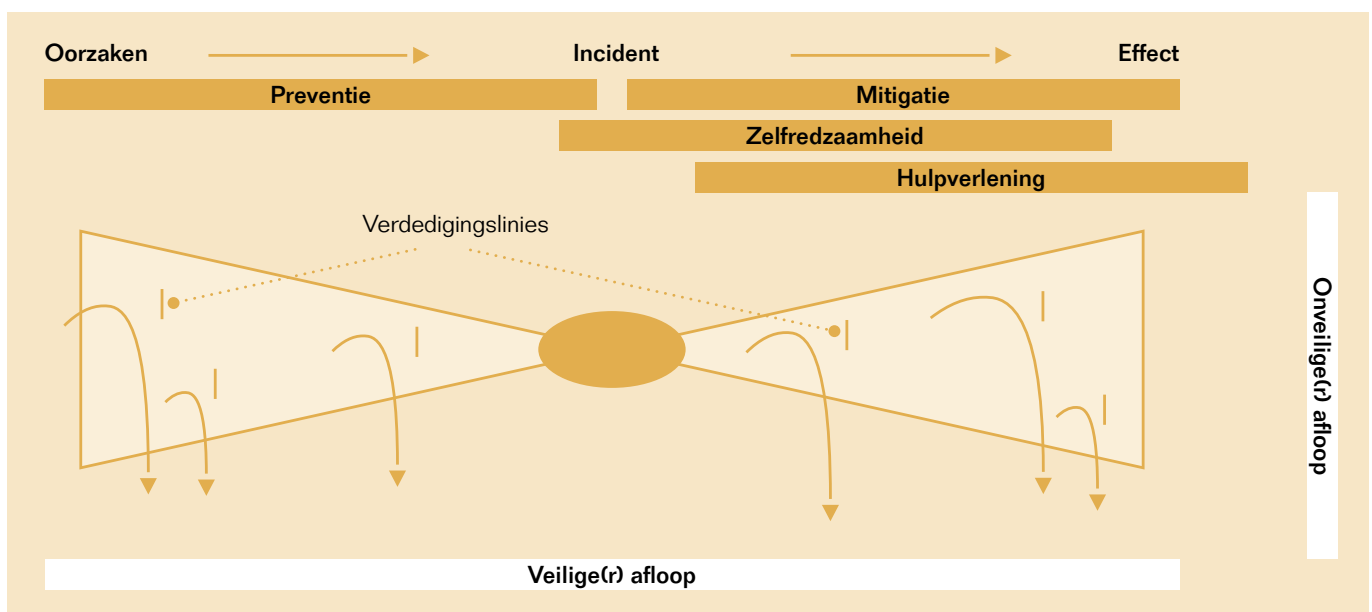 Oorzaken Incident Effect
Preventie Mitigatie
Zelfredzaamheid
Hulpverlening
Verdedigingslinies
Onveilige(r) afloop
Veilige(r) afloop